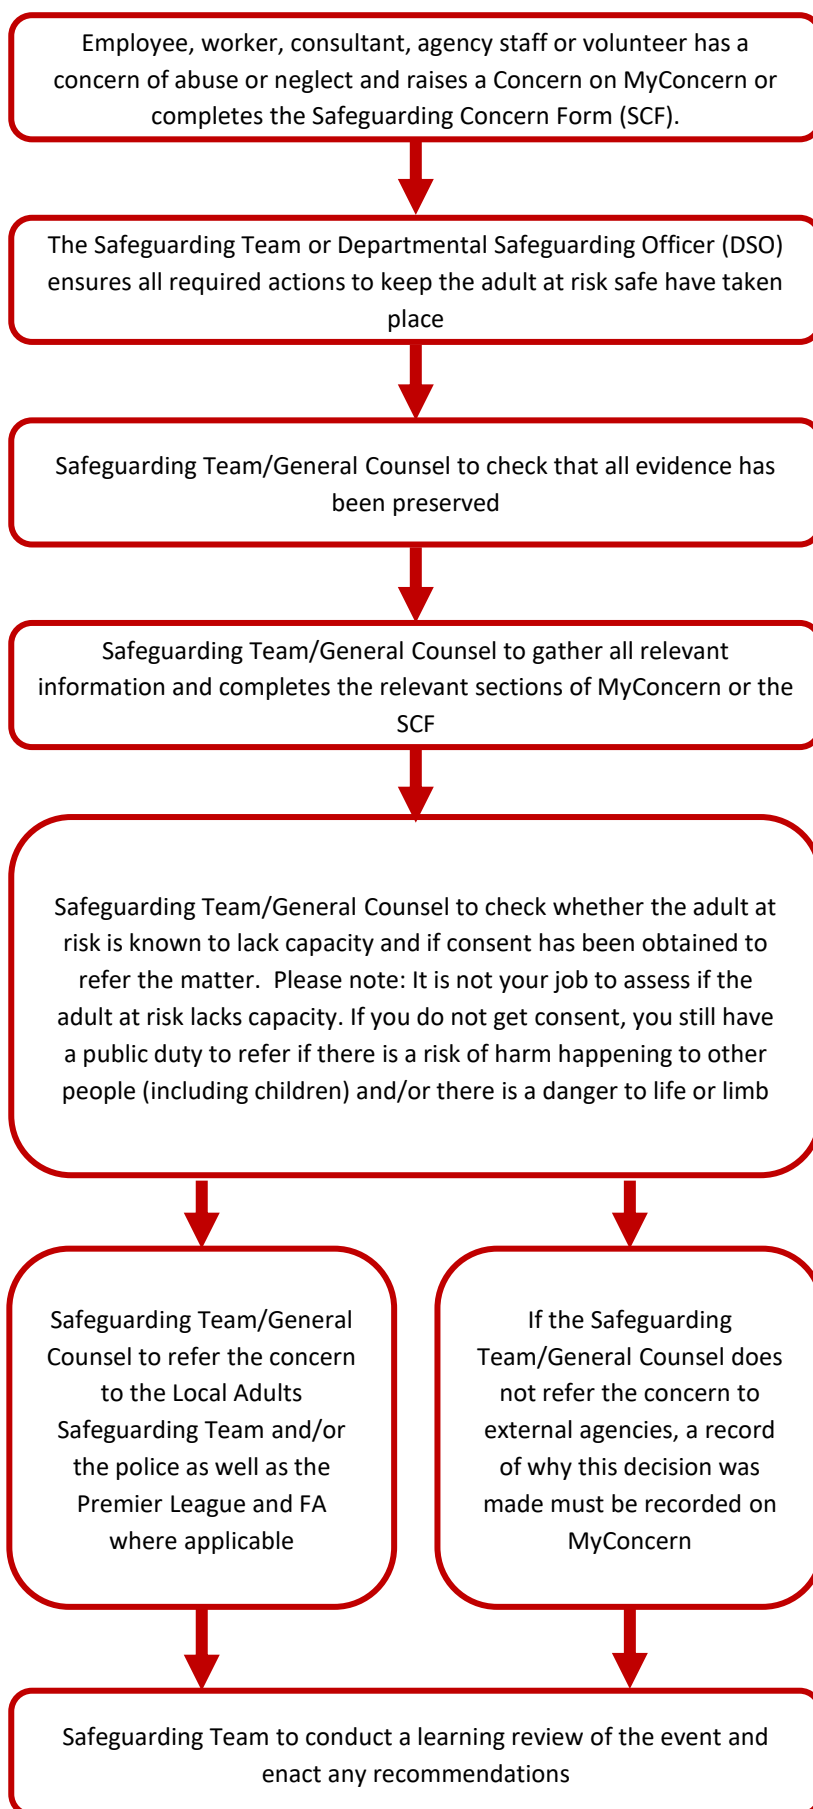 Employee, worker, consultant, agency staff or volunteer has a
concern of abuse or neglect and raises a Concern on MyConcern or
completes the Safeguarding Concern Form (SCF).
The Safeguarding Team or Departmental Safeguarding Officer (DSO)
ensures all required actions to keep the adult at risk safe have taken
place
Safeguarding Team/General Counsel to check that all evidence has
been preserved
Safeguarding Team/General Counsel to gather all relevant
information and completes the relevant sections of MyConcern or the
SCF
Safeguarding Team/General Counsel to check whether the adult at
risk is known to lack capacity and if consent has been obtained to
refer the matter.  Please note: It is not your job to assess if the
adult at risk lacks capacity. If you do not get consent, you still have
a public duty to refer if there is a risk of harm happening to other
people (including children) and/or there is a danger to life or limb
Safeguarding Team/General
Counsel to refer the concern
to the Local Adults
Safeguarding Team and/or
the police as well as the
Premier League and FA
where applicable
If the Safeguarding
Team/General Counsel does
not refer the concern to
external agencies, a record
of why this decision was
made must be recorded on
MyConcern
Safeguarding Team to conduct a learning review of the event and
enact any recommendations